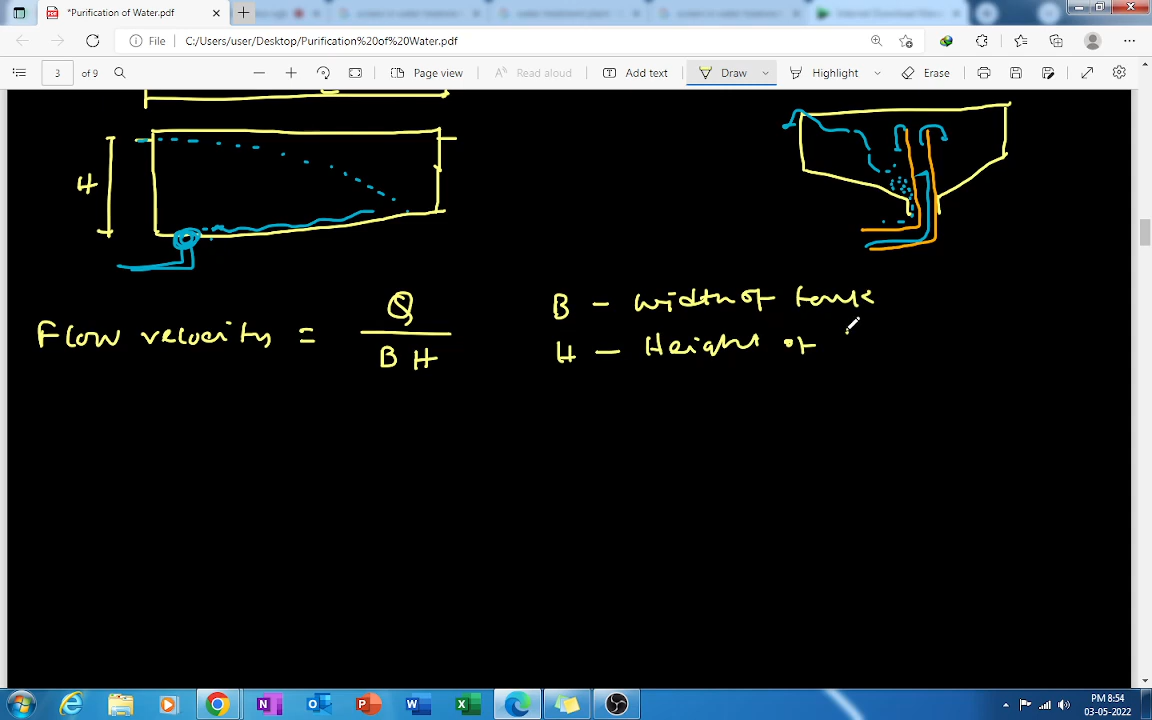 *Purification of Water.pdf
File
C:/Users/user/Desktop/Purification%20of%20Water.pdf
3 of 9
Page view
Read aloud
Add text
Draw
Highlight
Erase
H
Flow velocity = Q / B H
B - width of tank
H - Height of
PM 8:54
03-05-2022